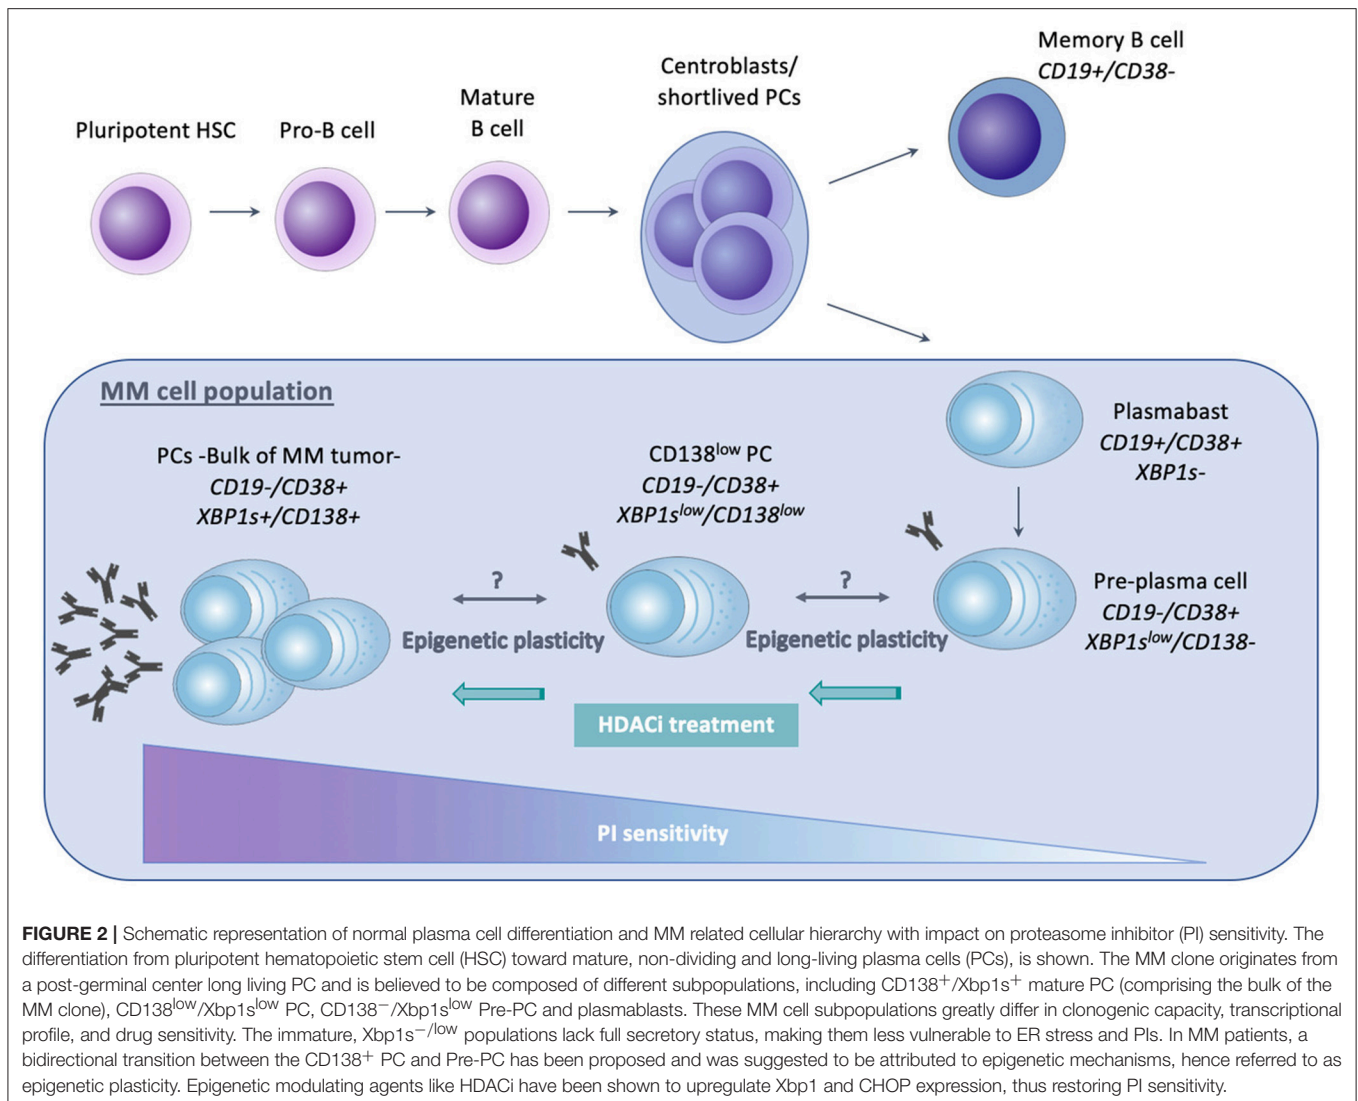 Pluripotent HSC
Pro-B cell
Mature
B cell
Centroblasts/
shortlived PCs
Memory B cell
CD19+/CD38-
MM cell population
PCs -Bulk of MM tumor-
CD19-/CD38+
XBP1s+/CD138+
CD138low PC
CD19-/CD38+
XBP1slow/CD138low
Plasmabast
CD19+/CD38+
XBP1s-
Pre-plasma cell
CD19-/CD38+
XBP1slow/CD138-
?
Epigenetic plasticity
?
Epigenetic plasticity
HDACi treatment
PI sensitivity
FIGURE 2 | Schematic representation of normal plasma cell differentiation and MM related cellular hierarchy with impact on proteasome inhibitor (PI) sensitivity. The
differentiation from pluripotent hematopoietic stem cell (HSC) toward mature, non-dividing and long-living plasma cells (PCs), is shown. The MM clone originates from
a post-germinal center long living PC and is believed to be composed of different subpopulations, including CD138+/Xbp1s+ mature PC (comprising the bulk of the
MM clone), CD138low/Xbp1slow PC, CD138−/Xbp1slow Pre-PC and plasmablasts. These MM cell subpopulations greatly differ in clonogenic capacity, transcriptional
profile, and drug sensitivity. The immature, Xbp1s−/low populations lack full secretory status, making them less vulnerable to ER stress and PIs. In MM patients, a
bidirectional transition between the CD138+ PC and Pre-PC has been proposed and was suggested to be attributed to epigenetic mechanisms, hence referred to as
epigenetic plasticity. Epigenetic modulating agents like HDACi have been shown to upregulate Xbp1 and CHOP expression, thus restoring PI sensitivity.